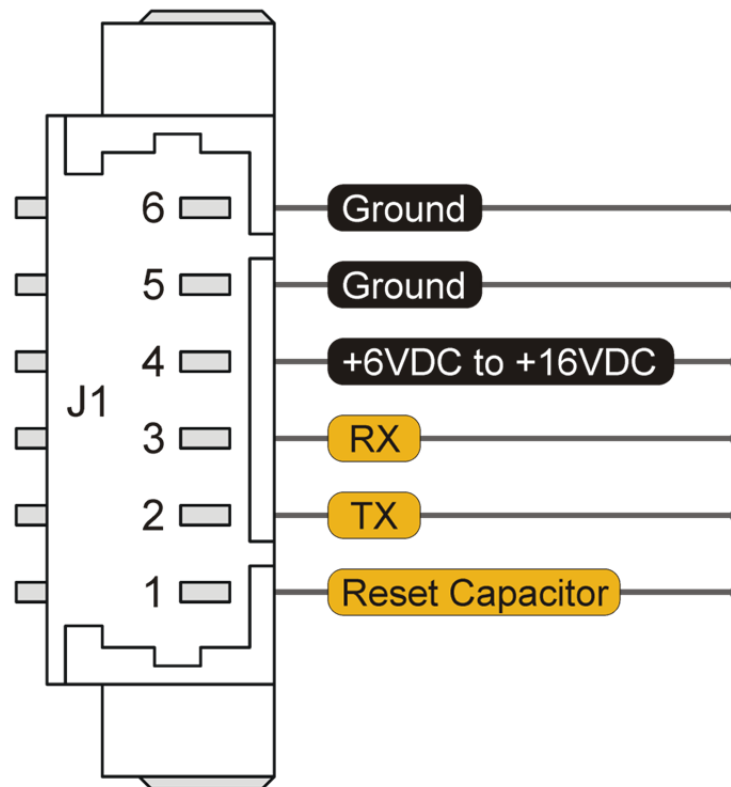 6 Ground
5 Ground
4 +6VDC to +16VDC
J1
3 RX
2 TX
1 Reset Capacitor